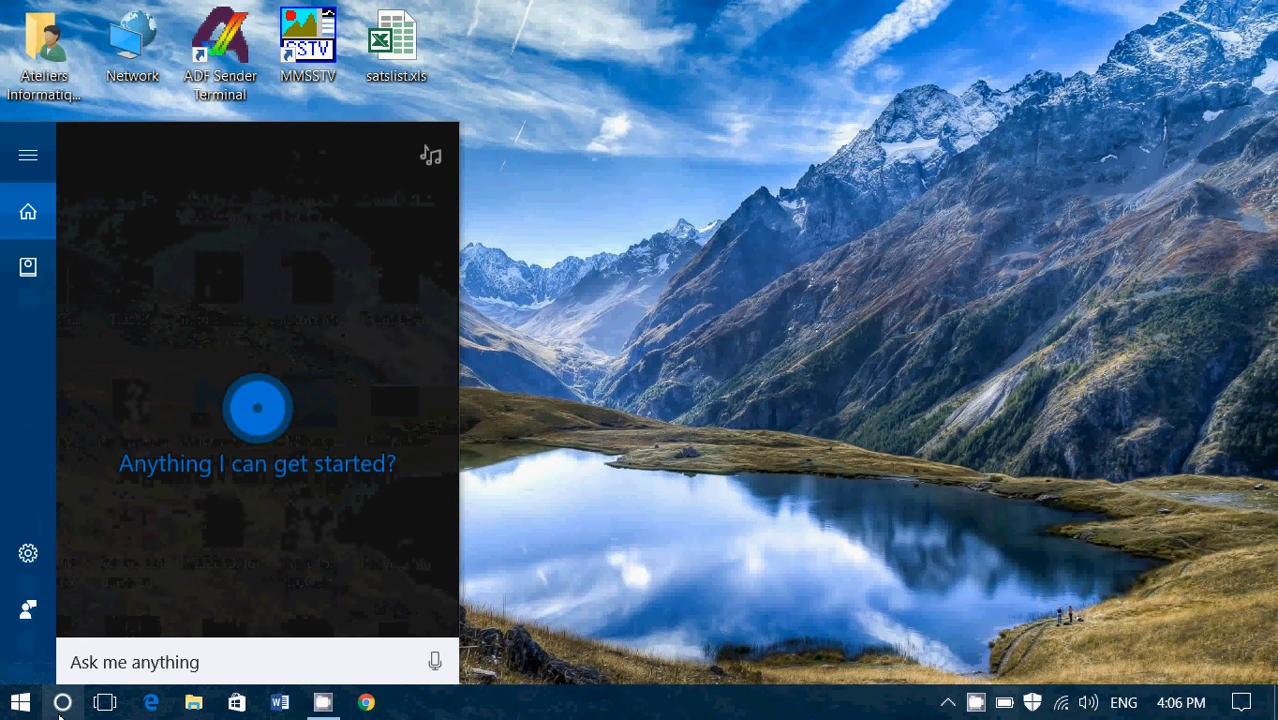 Ateliers
Informatiq...
Network
ADF Sender
Terminal
SSTV
MMSSTV
satslist.xls
Anything I can get started?
Ask me anything
ENG
4:06 PM